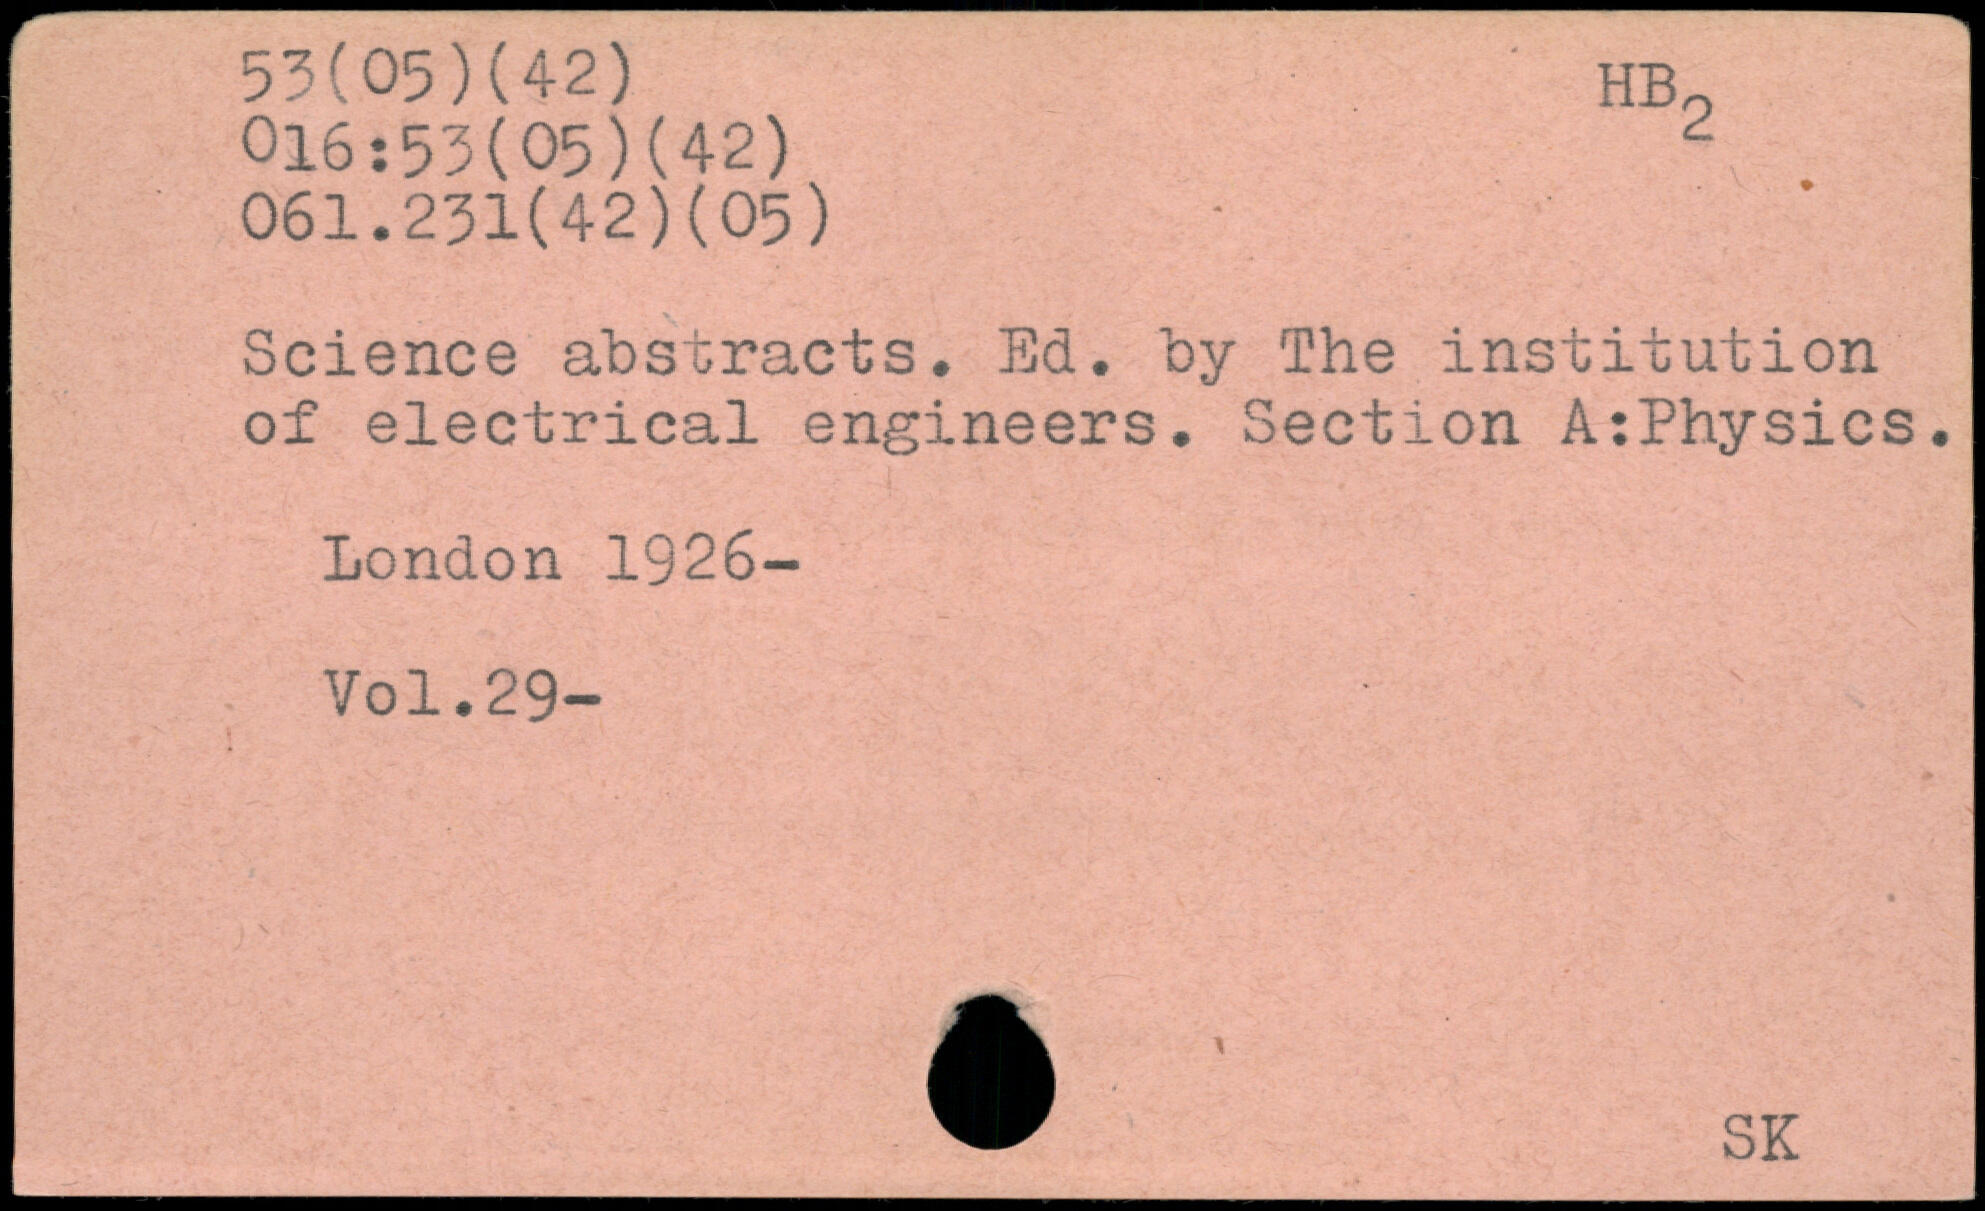 53(05)(42)
HB2
016:53(05)(42)
061.231(42)(05)
Science abstracts. Ed. by The institution
of electrical engineers. Section A:Physics.
London 1926-
Vol.29-
SK